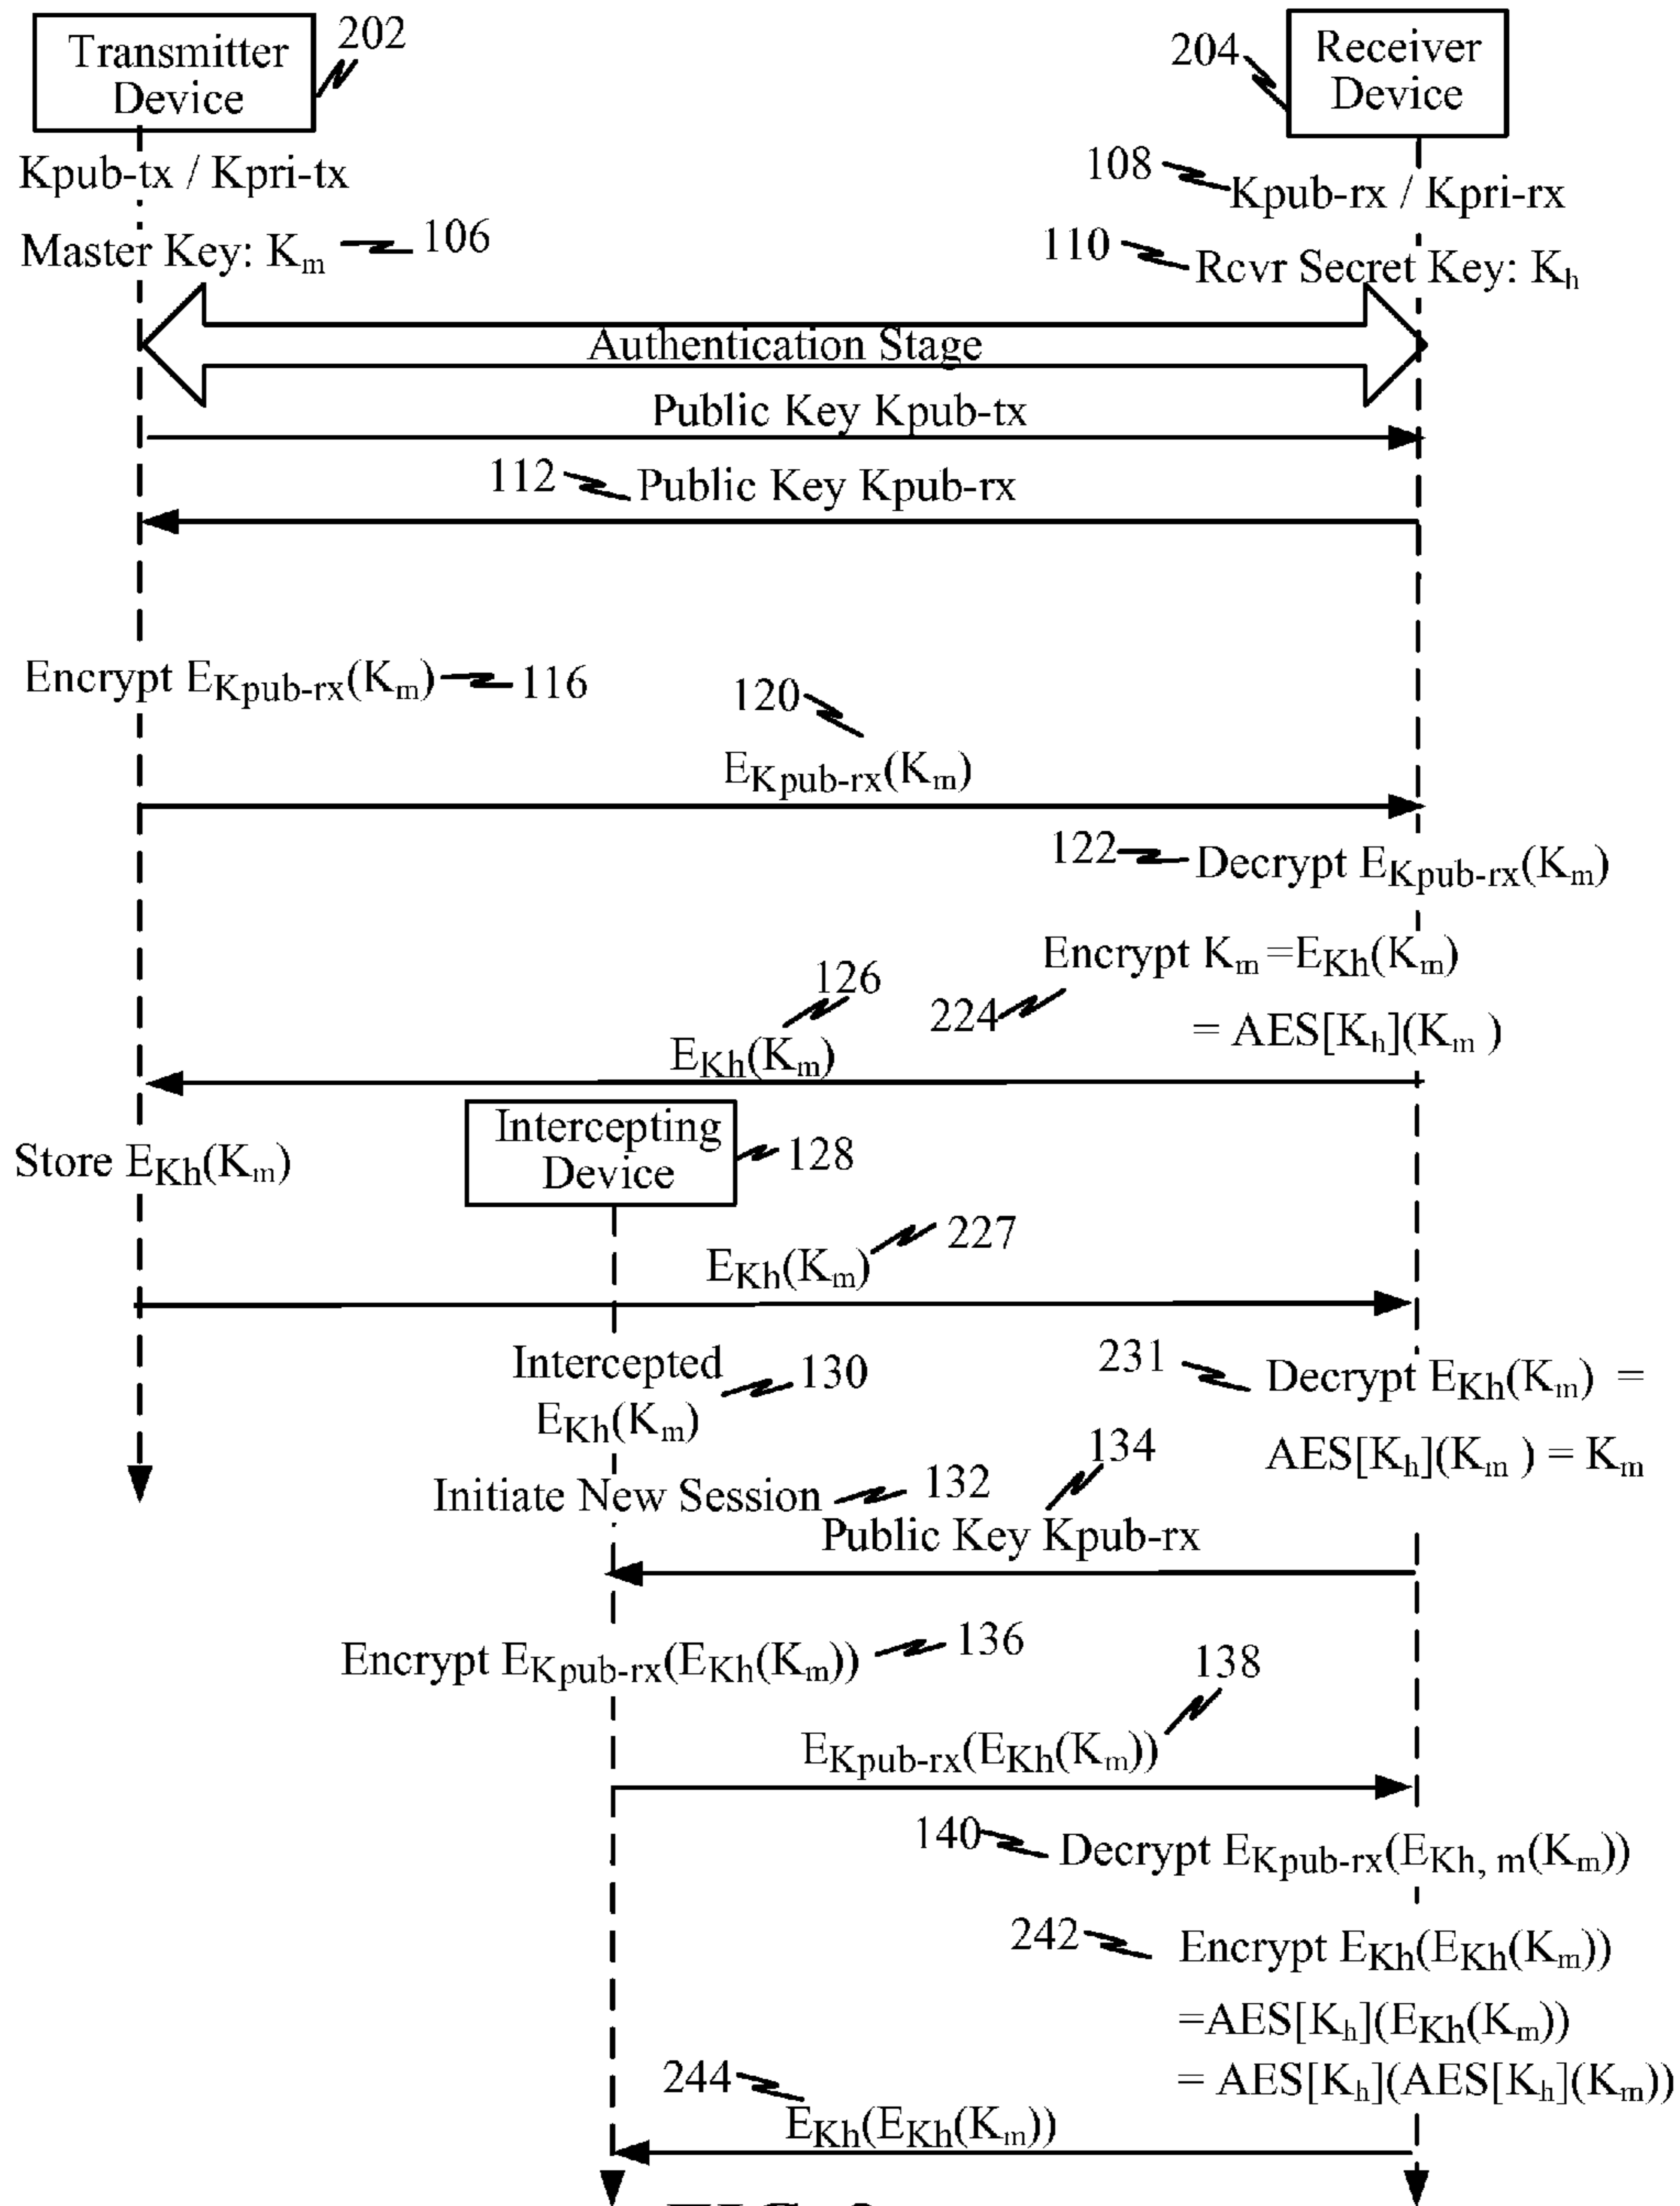 Transmitter
Device
202
204
Receiver
Device
Kpub-tx / Kpri-tx
108
Kpub-rx / Kpri-rx
Master Key: Km
106
110
Rcvr Secret Key: Kh
Authentication Stage
Public Key Kpub-tx
112
Public Key Kpub-rx
Encrypt EKpub-rx(Km)
116
120
EKpub-rx(Km)
122
Decrypt EKpub-rx(Km)
Encrypt Km=EKh(Km)
126
224
= AES[Kh](Km )
EKh(Km)
Intercepting
Device
128
Store EKh(Km)
227
EKh(Km)
Intercepted
EKh(Km)
130
231
Decrypt EKh(Km) =
AES[Kh](Km ) = Km
134
Initiate New Session
132
Public Key Kpub-rx
Encrypt EKpub-rx(EKh(Km))
136
138
EKpub-rx(EKh(Km))
140
Decrypt EKpub-rx(EKh, m(Km))
242
Encrypt EKh(EKh(Km))
=AES[Kh](EKh(Km))
= AES[Kh](AES[Kh](Km))
244
EKh(EKh(Km))